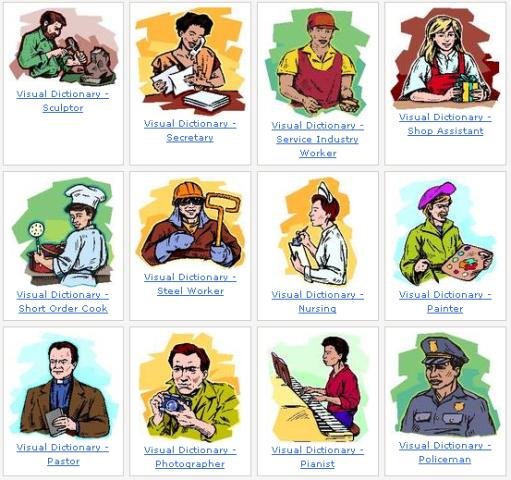 Visual Dictionary -
Sculptor
Visual Dictionary -
Secretary
Visual Dictionary -
Service Industry
Worker
Visual Dictionary -
Shop Assistant
Visual Dictionary -
Short Order Cook
Visual Dictionary -
Steel Worker
Visual Dictionary -
Nursing
Visual Dictionary -
Painter
Visual Dictionary -
Pastor
Visual Dictionary -
Photographer
Visual Dictionary -
Pianist
Visual Dictionary -
Policeman